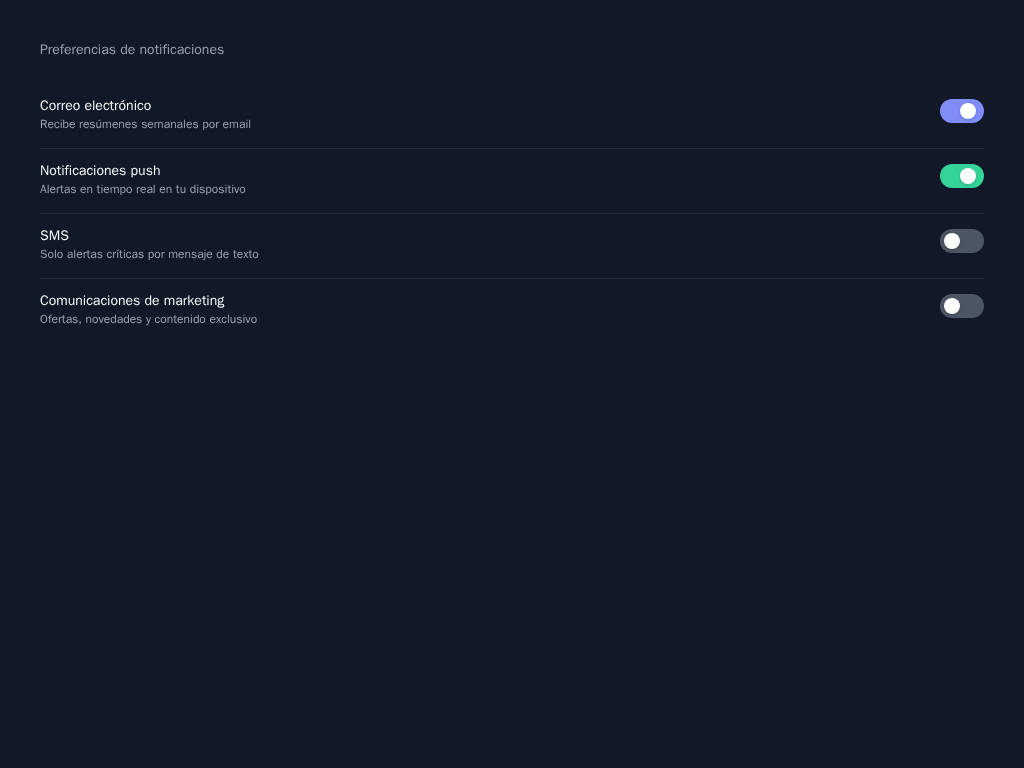 Preferencias de notificaciones
Correo electrónico
Recibe resúmenes semanales por email
Notificaciones push
Alertas en tiempo real en tu dispositivo
SMS
Solo alertas críticas por mensaje de texto
Comunicaciones de marketing
Ofertas, novedades y contenido exclusivo